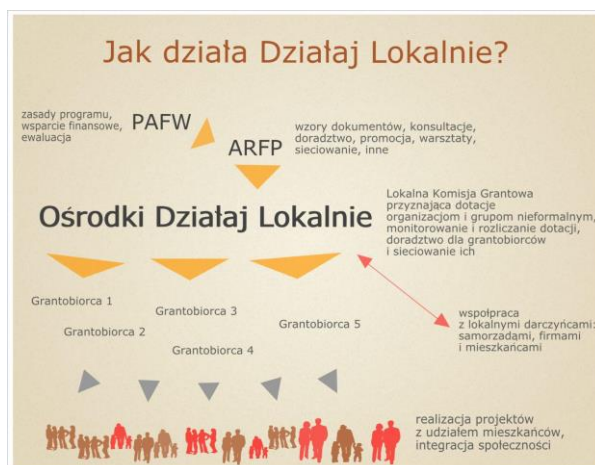 Jak działa Działaj Lokalnie?
zasady programu,
wsparcie finansowe,
ewaluacja
PAFW
ARFP
wzory dokumentów, konsultacje,
doradztwo, promocja, warsztaty,
sieciowanie, inne
Ośrodki Działaj Lokalnie
Lokalna Komisja Grantowa
przyznająca dotacje
organizacjom i grupom nieformalnym,
monitorowanie i rozliczanie dotacji,
doradztwo dla grantobiorców
i sieciowanie ich
Grantobiorca 1
Grantobiorca 2
Grantobiorca 3
Grantobiorca 4
Grantobiorca 5
współpraca
z lokalnymi darczyńcami:
samorządami, firmami
i mieszkańcami
realizacja projektów
z udziałem mieszkańców,
integracja społeczności